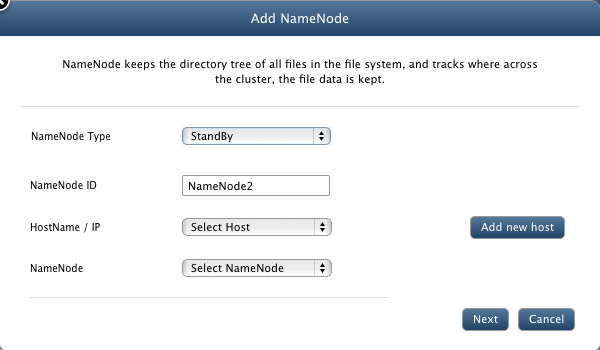 Add NameNode
NameNode keeps the directory tree of all files in the file system, and tracks where across
the cluster, the file data is kept.
NameNode Type StandBy
NameNode ID NameNode2
HostName / IP Select Host Add new host
NameNode Select NameNode
Next Cancel